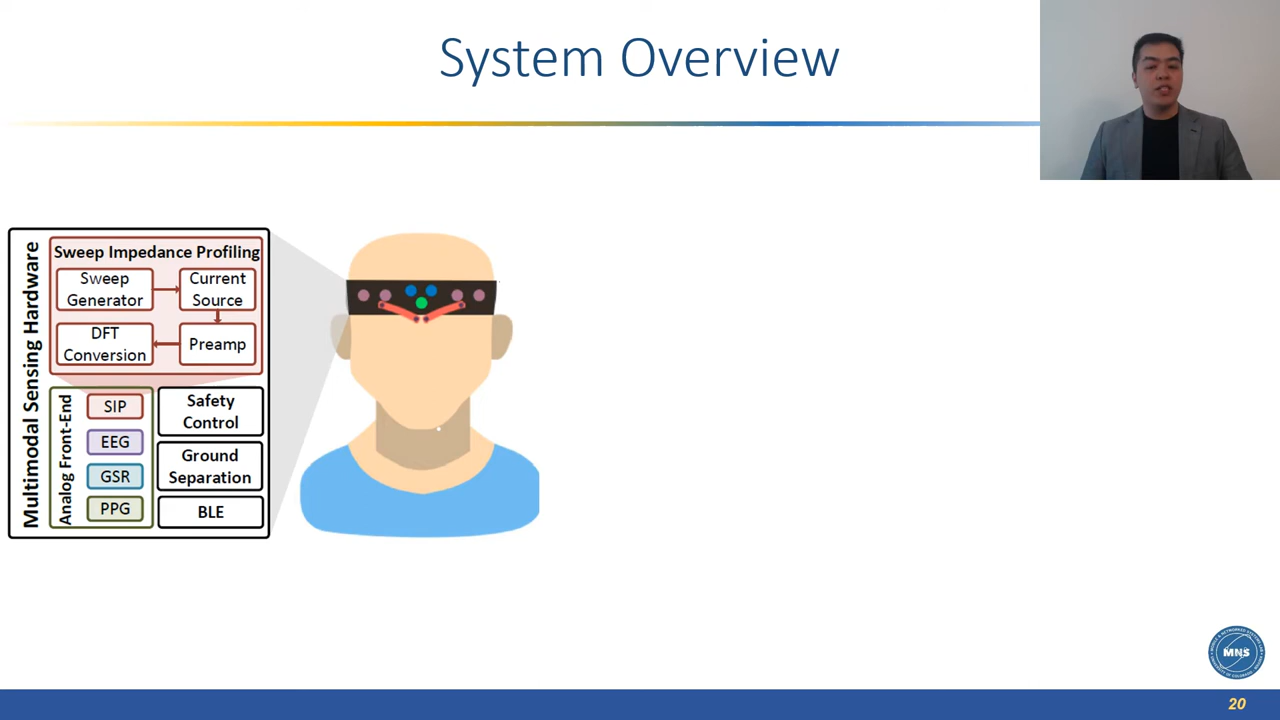 System Overview
Multimodal Sensing Hardware
Sweep Impedance Profiling
Sweep
Generator
Current
Source
DFT
Conversion
Preamp
Analog Front-End
SIP
EEG
GSR
PPG
Safety
Control
Ground
Separation
BLE
MNS
20